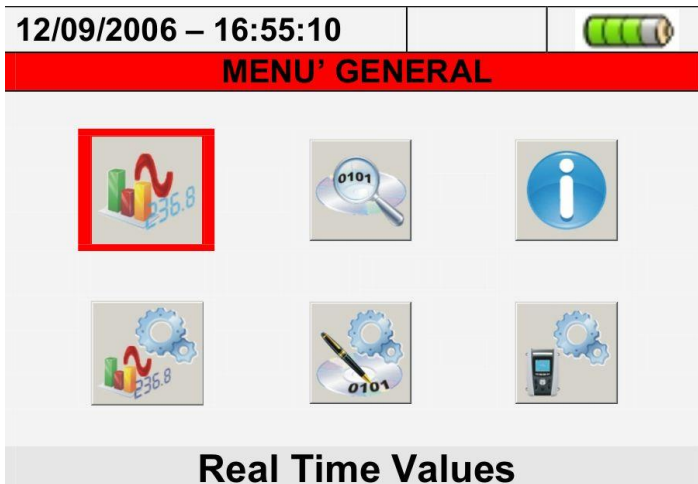 12/09/2006 – 16:55:10
MENU’ GENERAL
236.8
0101
236.8
0101
Real Time Values